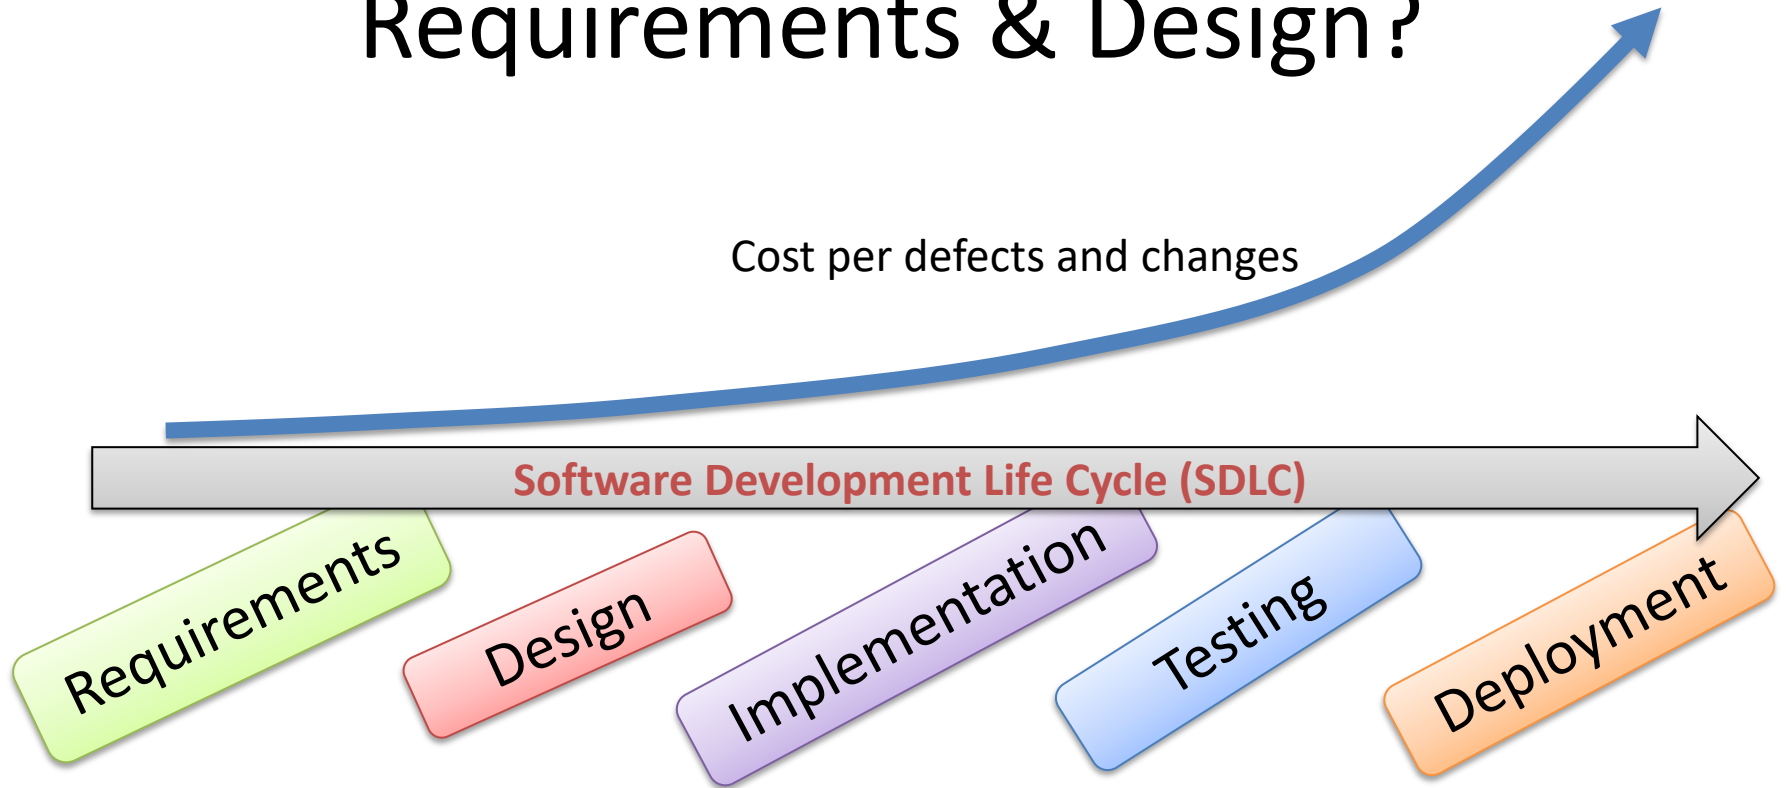 Requirements & Design?
Cost per defects and changes
Software Development Life Cycle (SDLC)
Requirements
Design
Implementation
Testing
Deployment